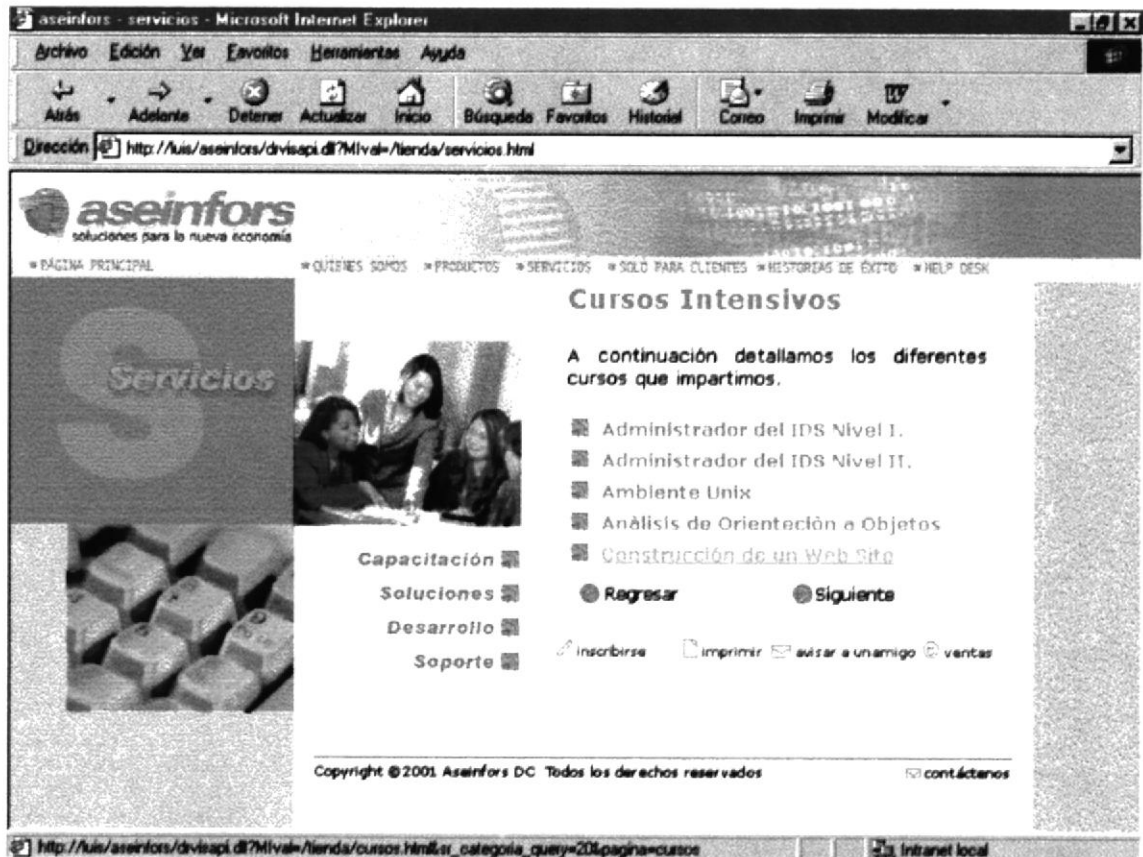 aseinfors - servicios - Microsoft Internet Explorer
Archivo Edición Ver Favoritos Herramientas Ayuda
Atrás Adelante Detener Actualizar Inicio Búsqueda Favoritos Historial Correo Imprimir Modificar
Dirección http://luis/aseinfors/drvisapi.dll?MIval=/tienda/servicios.html
aseinfors
soluciones para la nueva economía
PÁGINA PRINCIPAL QUIENES SOMOS PRODUCTOS SERVICIOS SOLO PARA CLIENTES HISTORIAS DE ÉXITO HELP DESK
Servicios
Cursos Intensivos
A continuación detallamos los diferentes
cursos que impartimos.
Administrador del IDS Nivel I.
Administrador del IDS Nivel II.
Ambiente Unix
Anàlisis de Orienteciòn a Objetos
Construcción de un Web Site
Capacitación
Soluciones
Desarrollo
Soporte
Regresar Siguiente
inscribirse imprimir avisar a un amigo ventas
Copyright ©2001 Aseinfors DC Todos los derechos reservados contáctenos
http://luis/aseinfors/drvisapi.dll?MIval=/tienda/cursos.html&sr_categoria_query=20&pagina=cursos Intranet local